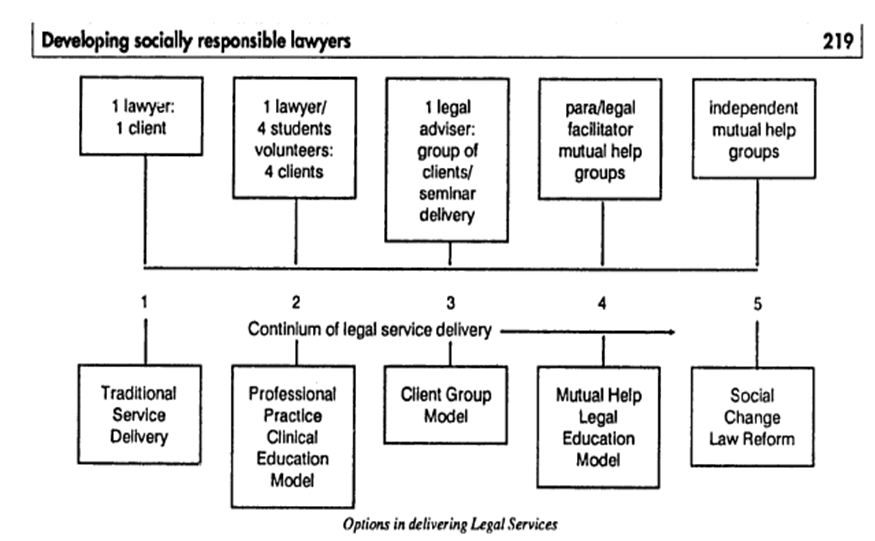 Developing socially responsible lawyers 219
1 lawyer:
1 client
1 lawyer/
4 students
volunteers:
4 clients
1 legal
adviser:
group of
clients/
seminar
delivery
para/legal
facilitator
mutual help
groups
independent
mutual help
groups
1 2 3 4 5
Continium of legal service delivery
Traditional
Service
Delivery
Professional
Practice
Clinical
Education
Model
Client Group
Model
Mutual Help
Legal
Education
Model
Social
Change
Law Reform
Options in delivering Legal Services